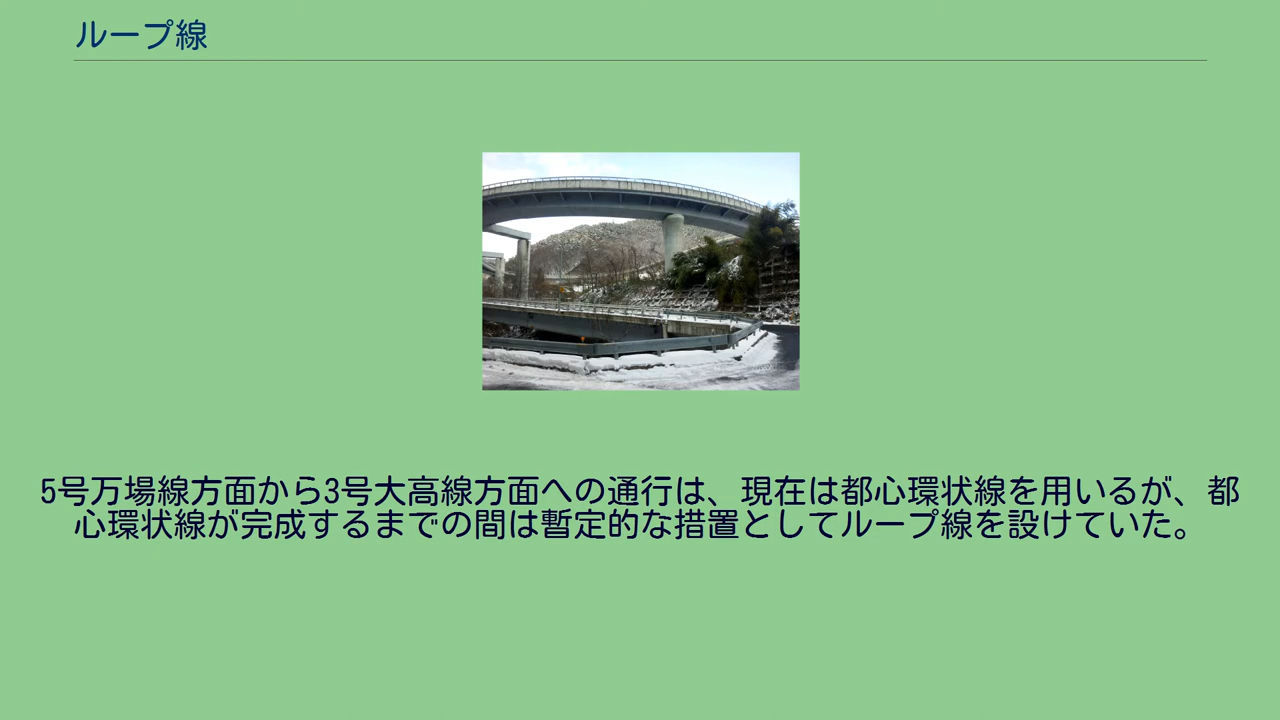 ループ線
5号万場線方面から3号大高線方面への通行は、現在は都心環状線を用いるが、都
心環状線が完成するまでの間は暫定的な措置としてループ線を設けていた。